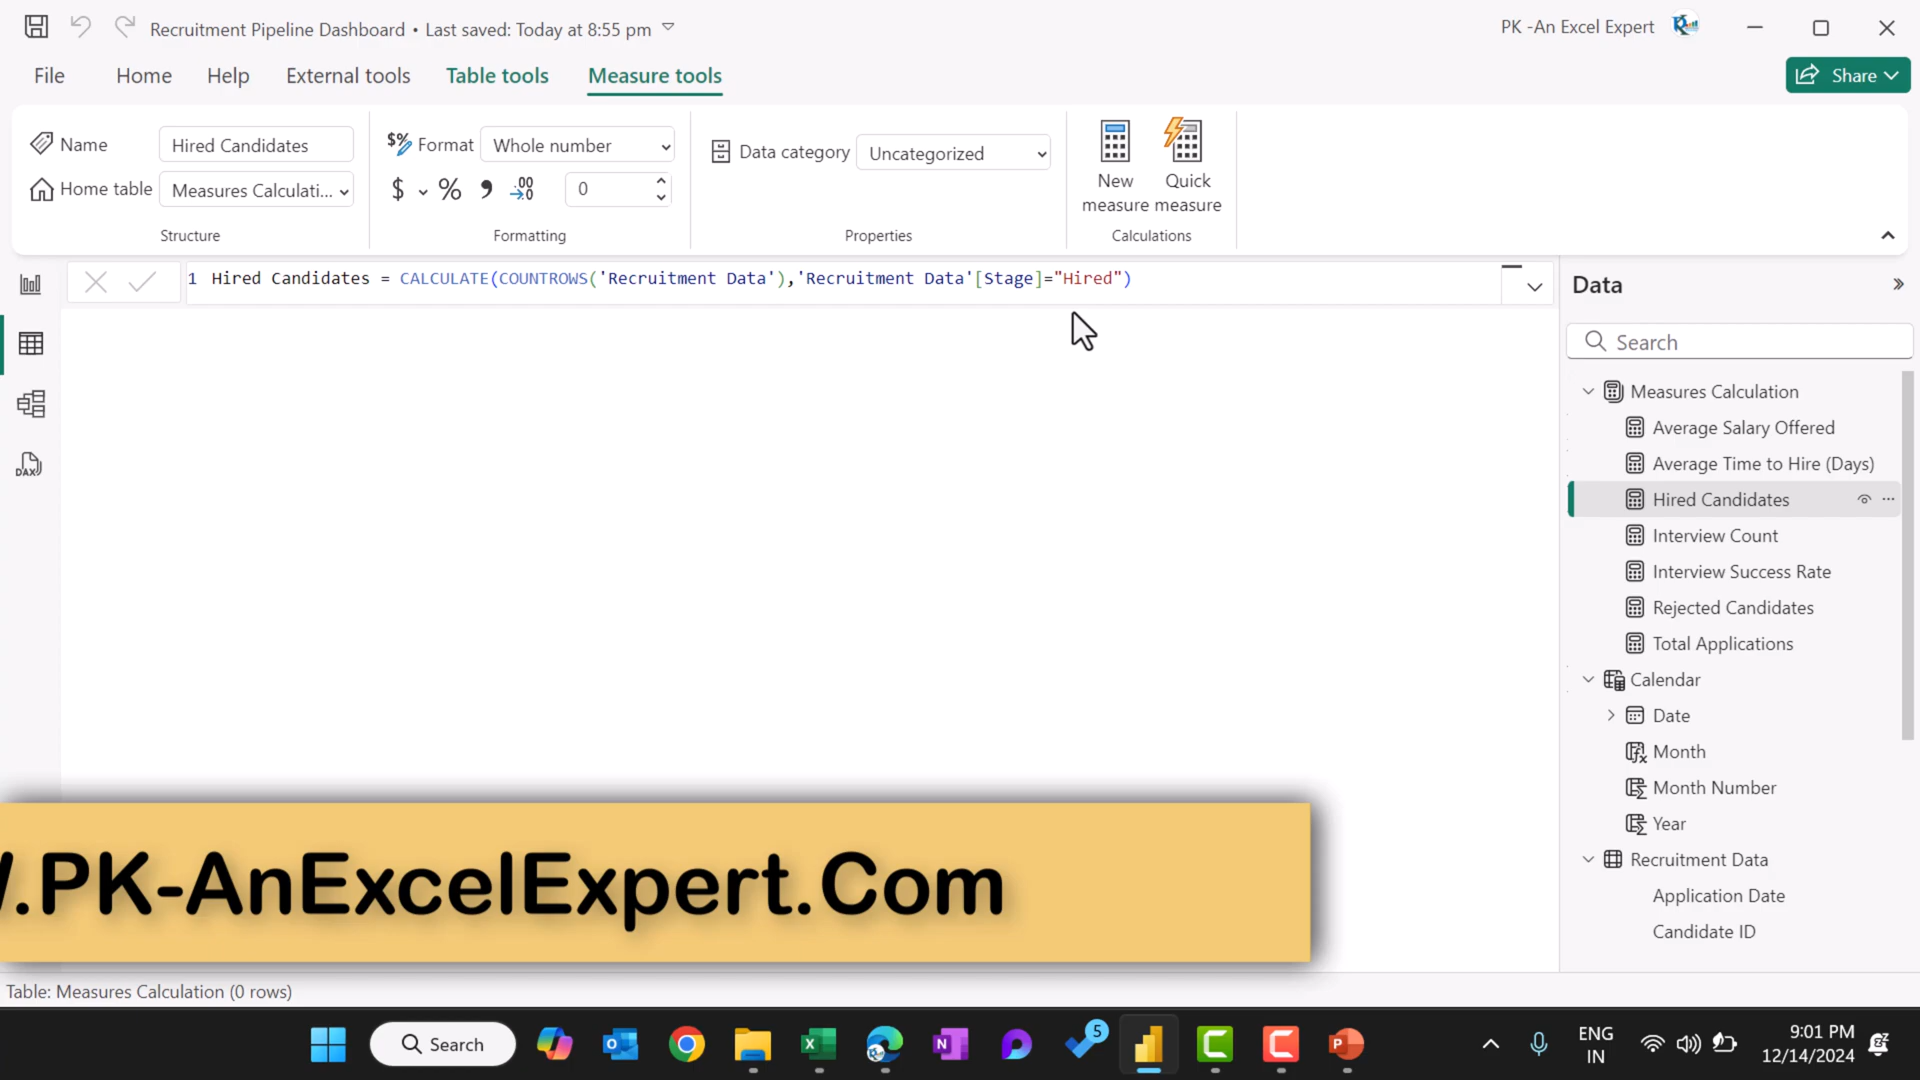 Recruitment Pipeline Dashboard • Last saved: Today at 8:55 pm
PK -An Excel Expert
File Home Help External tools Table tools Measure tools
Share
Name Hired Candidates
Home table Measures Calculati...
Structure
$% Format Whole number
$ % 9 .00 →.0 0
Formatting
Data category Uncategorized
Properties
New measure
Quick measure
Calculations
1 Hired Candidates = CALCULATE(COUNTROWS('Recruitment Data'),'Recruitment Data'[Stage]="Hired")
DAX
Data
Search
Measures Calculation
Average Salary Offered
Average Time to Hire (Days)
Hired Candidates
Interview Count
Interview Success Rate
Rejected Candidates
Total Applications
Calendar
Date
Month
Month Number
Year
Recruitment Data
Application Date
Candidate ID
.PK-AnExcelExpert.Com
Table: Measures Calculation (0 rows)
Search
5
ENG
IN
9:01 PM
12/14/2024